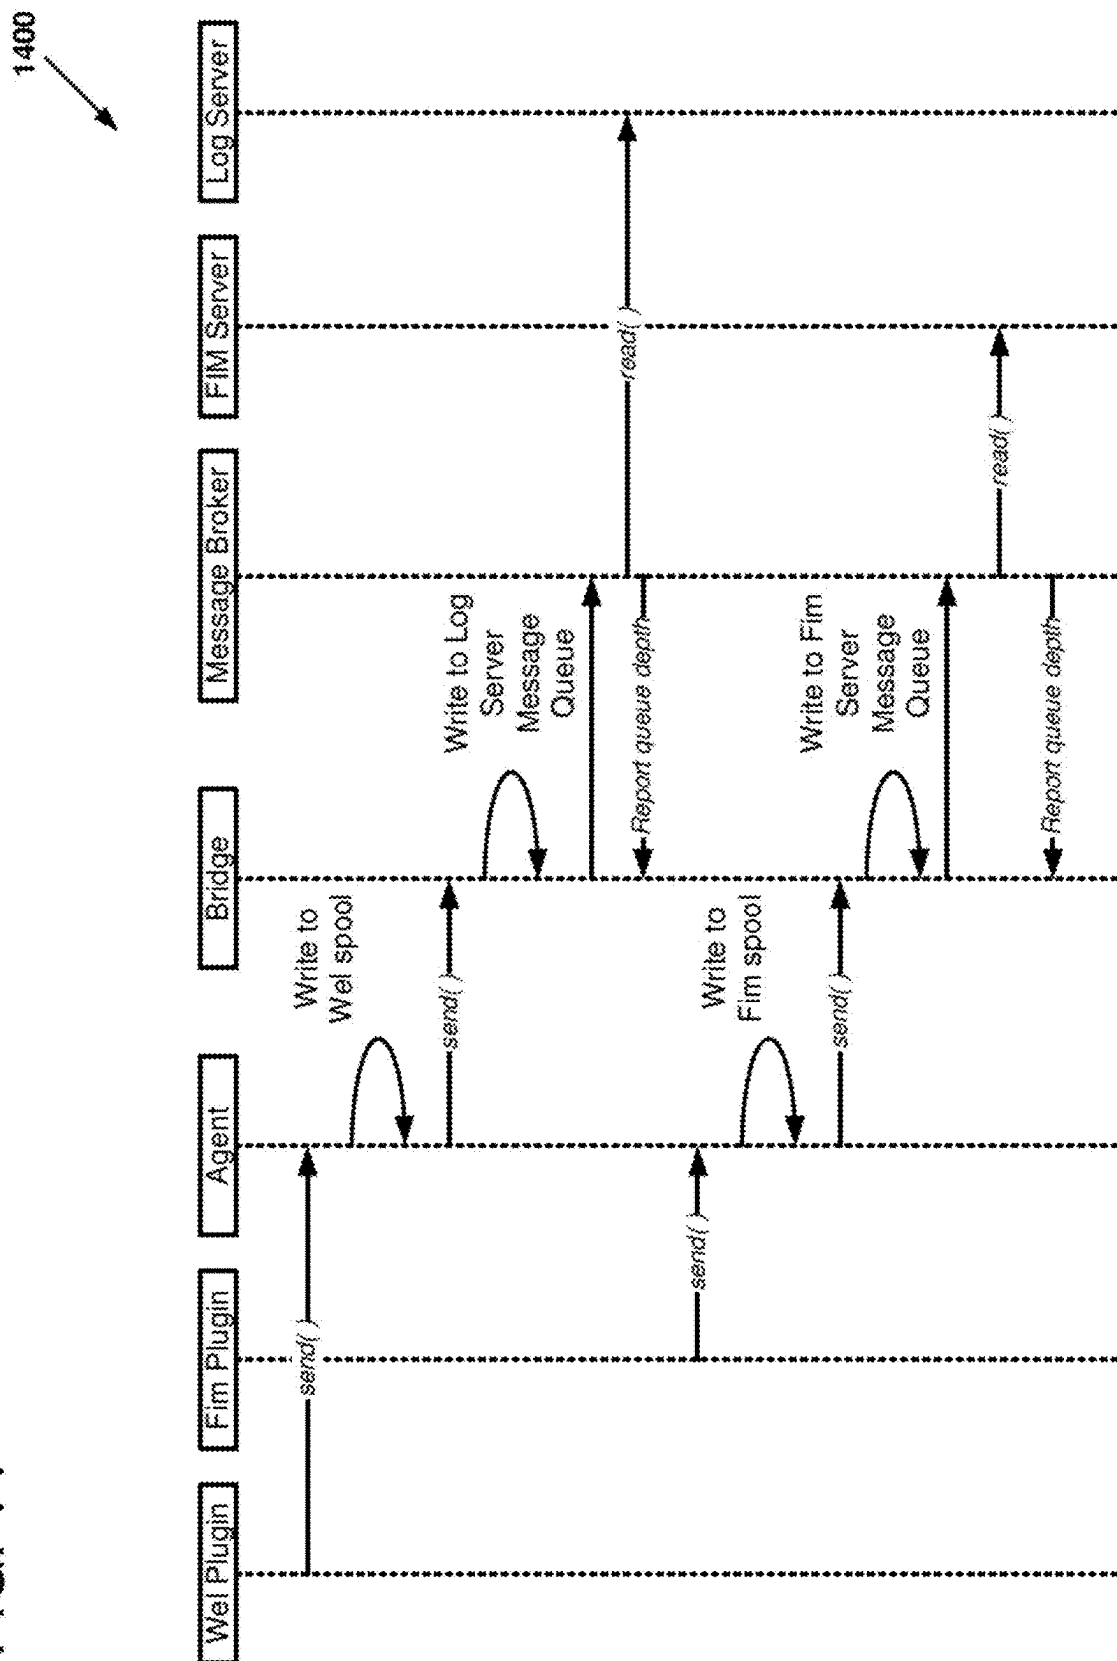 1400
Wel Plugin
Fim Plugin
Agent
Bridge
Message Broker
FIM Server
Log Server
send( )
Write to
Wel spool
send( )
Write to Log
Server
Message
Queue
read( )
Report queue depth
send( )
Write to
Fim spool
send( )
Write to Fim
Server
Message
Queue
read( )
Report queue depth